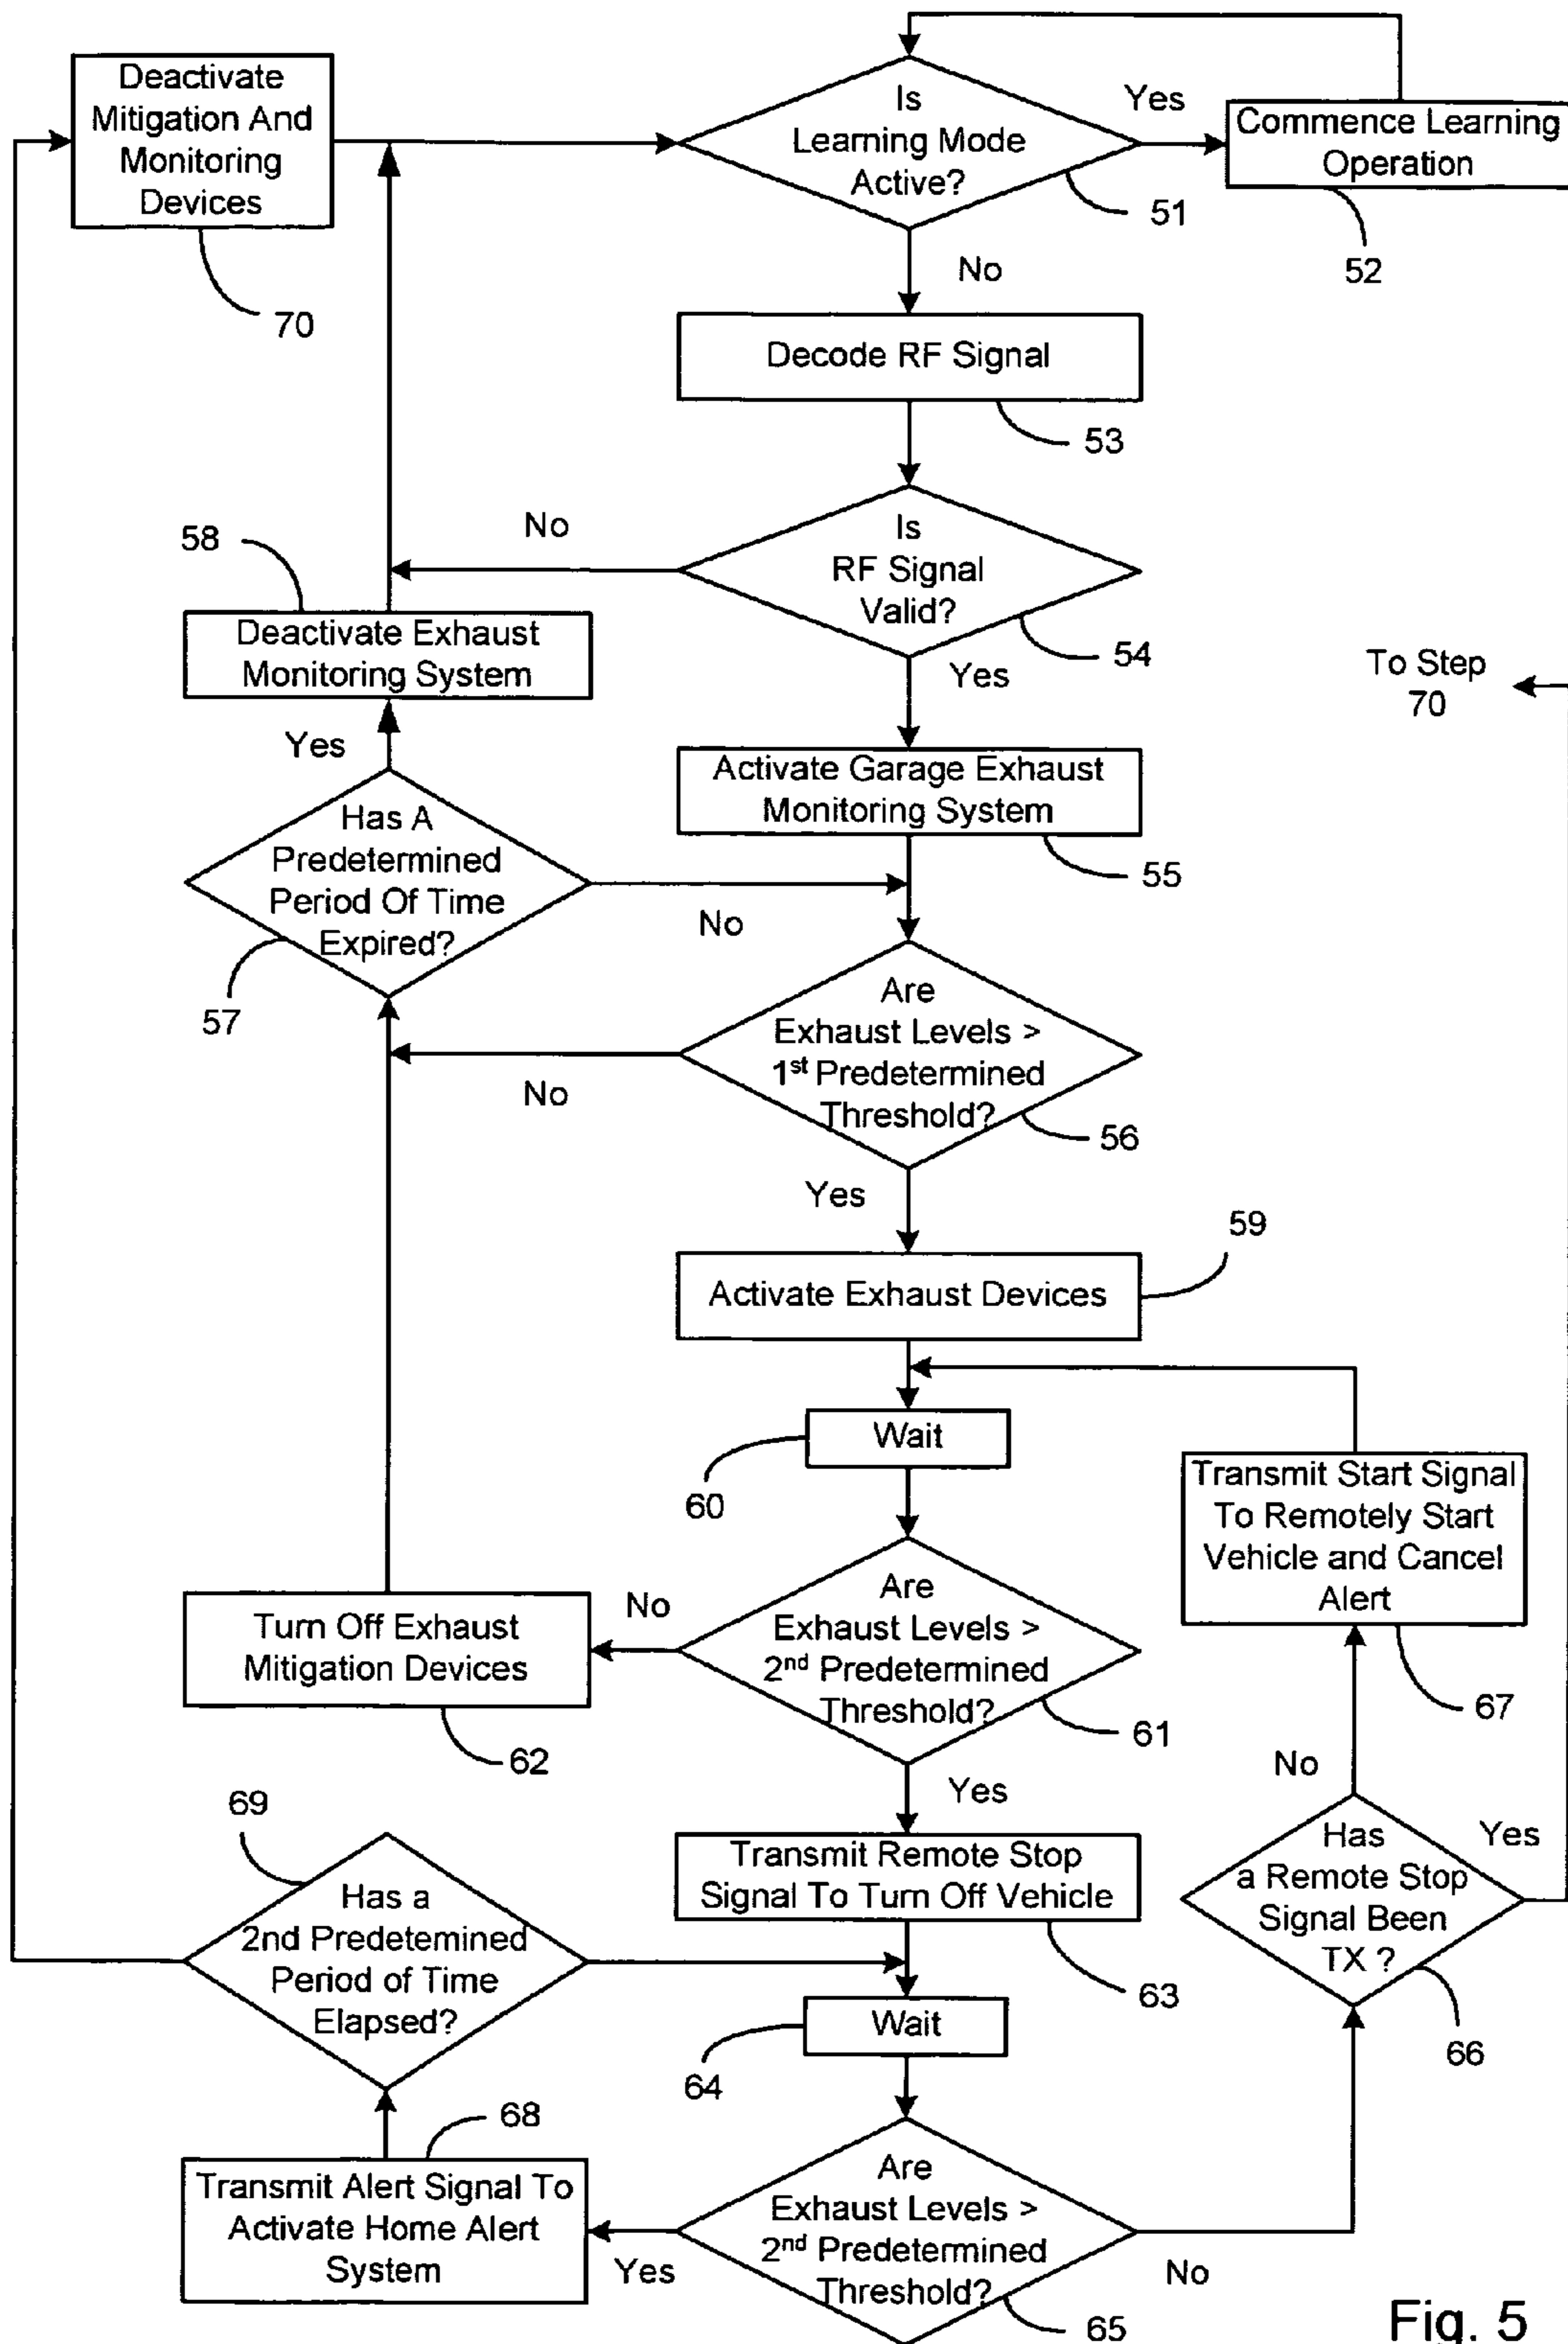 Deactivate
Mitigation And
Monitoring
Devices
70
Is
Learning Mode
Active?
51
Yes
Commence Learning
Operation
52
No
Decode RF Signal
53
Is
RF Signal
Valid?
54
No
58
Deactivate Exhaust
Monitoring System
Yes
To Step
70
Yes
Activate Garage Exhaust
Monitoring System
55
Has A
Predetermined
Period Of Time
Expired?
57
No
Are
Exhaust Levels >
1st Predetermined
Threshold?
56
No
Yes
59
Activate Exhaust Devices
Wait
60
Transmit Start Signal
To Remotely Start
Vehicle and Cancel
Alert
67
Are
Exhaust Levels >
2nd Predetermined
Threshold?
61
No
Turn Off Exhaust
Mitigation Devices
62
Yes
No
69
Has a
2nd Predetemined
Period of Time
Elapsed?
Transmit Remote Stop
Signal To Turn Off Vehicle
63
Has
a Remote Stop
Signal Been
TX ?
Yes
66
Wait
64
68
Transmit Alert Signal To
Activate Home Alert
System
Yes
Are
Exhaust Levels >
2nd Predetermined
Threshold?
65
No
Fig. 5